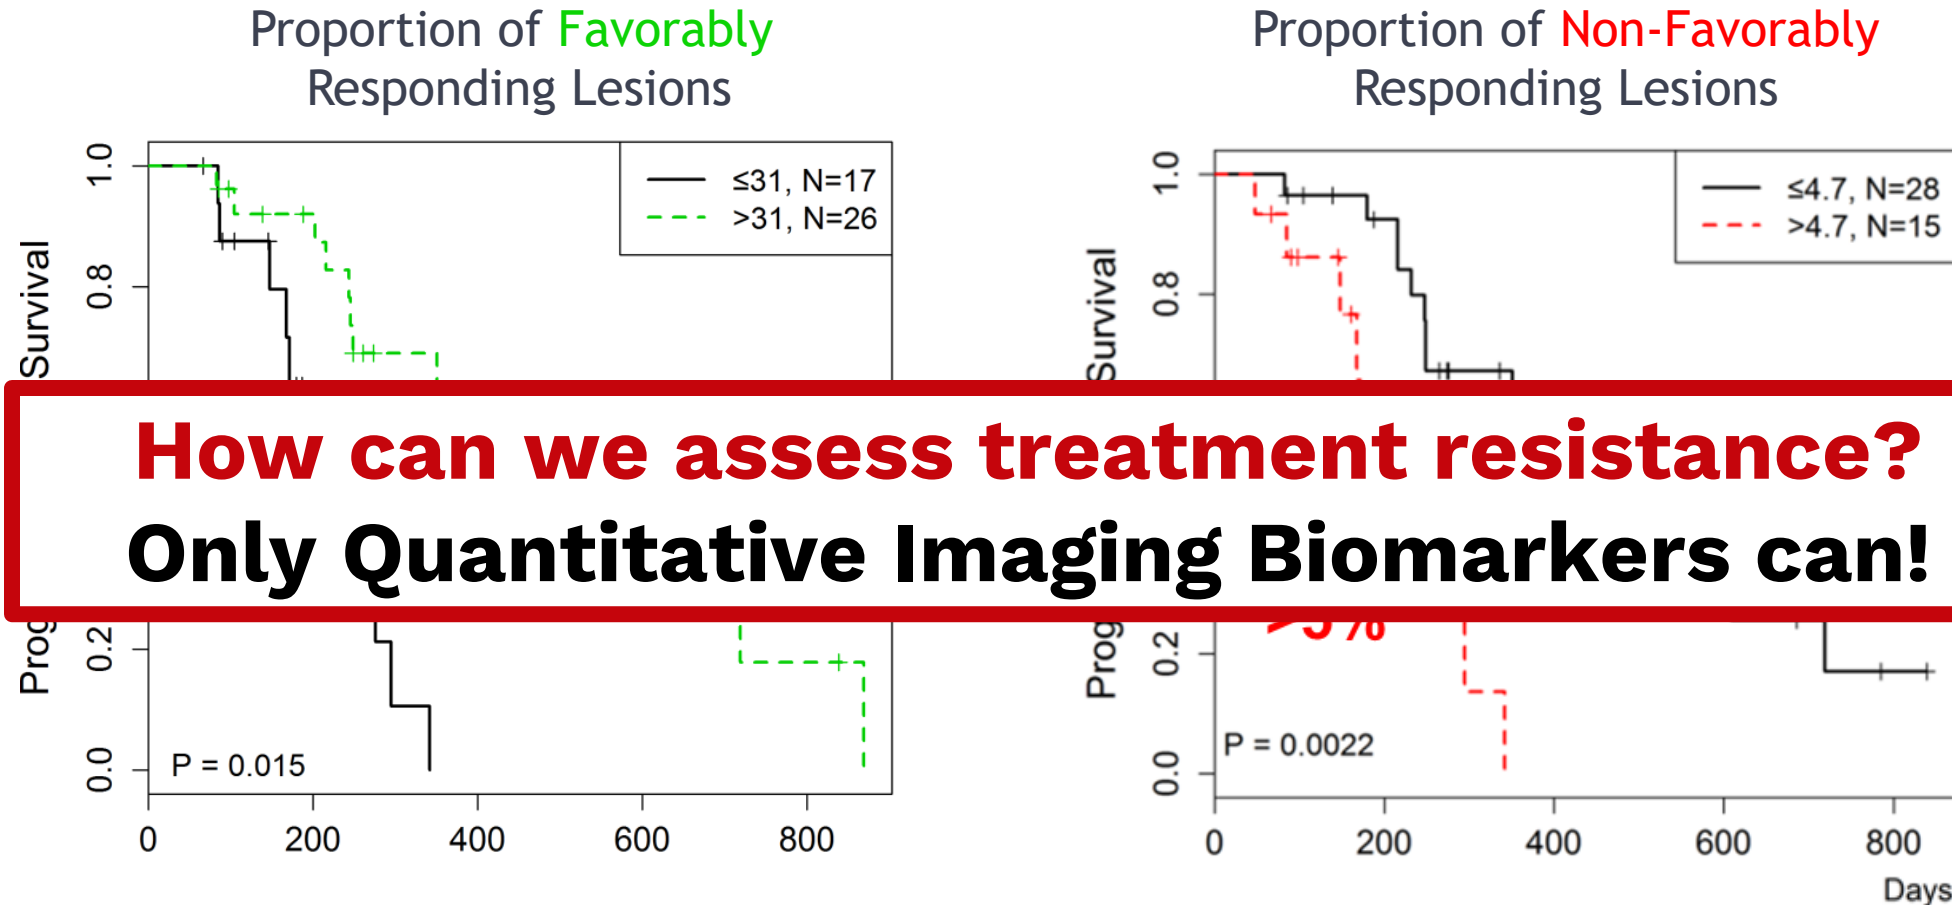 Proportion of Favorably
Responding Lesions
Proportion of Non-Favorably
Responding Lesions
1.0
0.8
0.2
0.0
Survival
≤31, N=17
>31, N=26
P = 0.015
0 200 400 600 800
1.0
0.8
0.2
0.0
Survival
≤4.7, N=28
>4.7, N=15
P = 0.0022
0 200 400 600 800
Days
How can we assess treatment resistance?
Only Quantitative Imaging Biomarkers can!